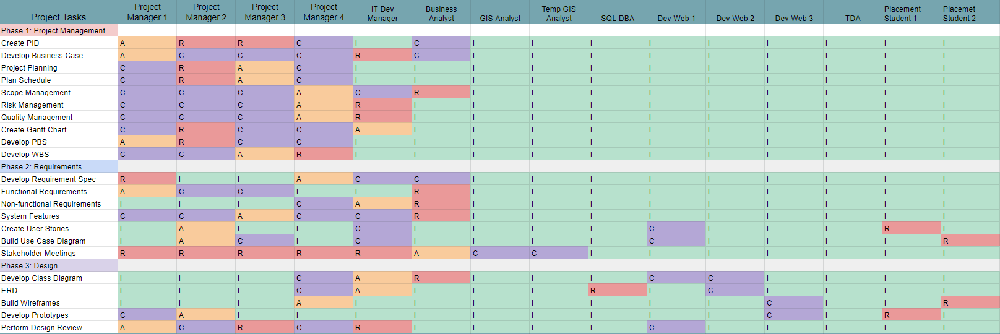 Project Tasks Project Manager 1 Project Manager 2 Project Manager 3 Project Manager 4 IT Dev Manager Business Analyst GIS Analyst Temp GIS Analyst SQL DBA Dev Web 1 Dev Web 2 Dev Web 3 TDA Placement Student 1 Placemet Student 2
Phase 1: Project Management
Create PID A R R C I C I I I I I I I I I
Develop Business Case A C C C R C I I I I I I I I I
Project Planning C R A C I I I I I I I I I I I
Plan Schedule C R A C I I I I I I I I I I I
Scope Management C C C A C R I I I I I I I I I
Risk Management C C C A R I I I I I I I I I I
Quality Management C C C A R I I I I I I I I I I
Create Gantt Chart C R C C A I I I I I I I I I I
Develop PBS A R C C I I I I I I I I I I I
Develop WBS C C A R I I I I I I I I I I I
Phase 2: Requirements
Develop Requirement Spec R I I A C C I I I I I I I I I
Functional Requirements A C C I I R I I I I I I I I I
Non-functional Requirements I I I C A R I I I I I I I I I
System Features C C A C C R I I I I I I I I I
Create User Stories I A I I C I I I I C I I I R I
Build Use Case Diagram I A C I C I I I I C I I I I R
Stakeholder Meetings R R R R R A C C I I I I I I I
Phase 3: Design
Develop Class Diagram I I I C A R I I I C C I I I I
ERD I I I C A I I I R I C I I I I
Build Wireframes I I I A I I I I I I I C I I R
Develop Prototypes C A I I I I I I I I I C I R I
Perform Design Review A C R C R I I I I C I I I I I